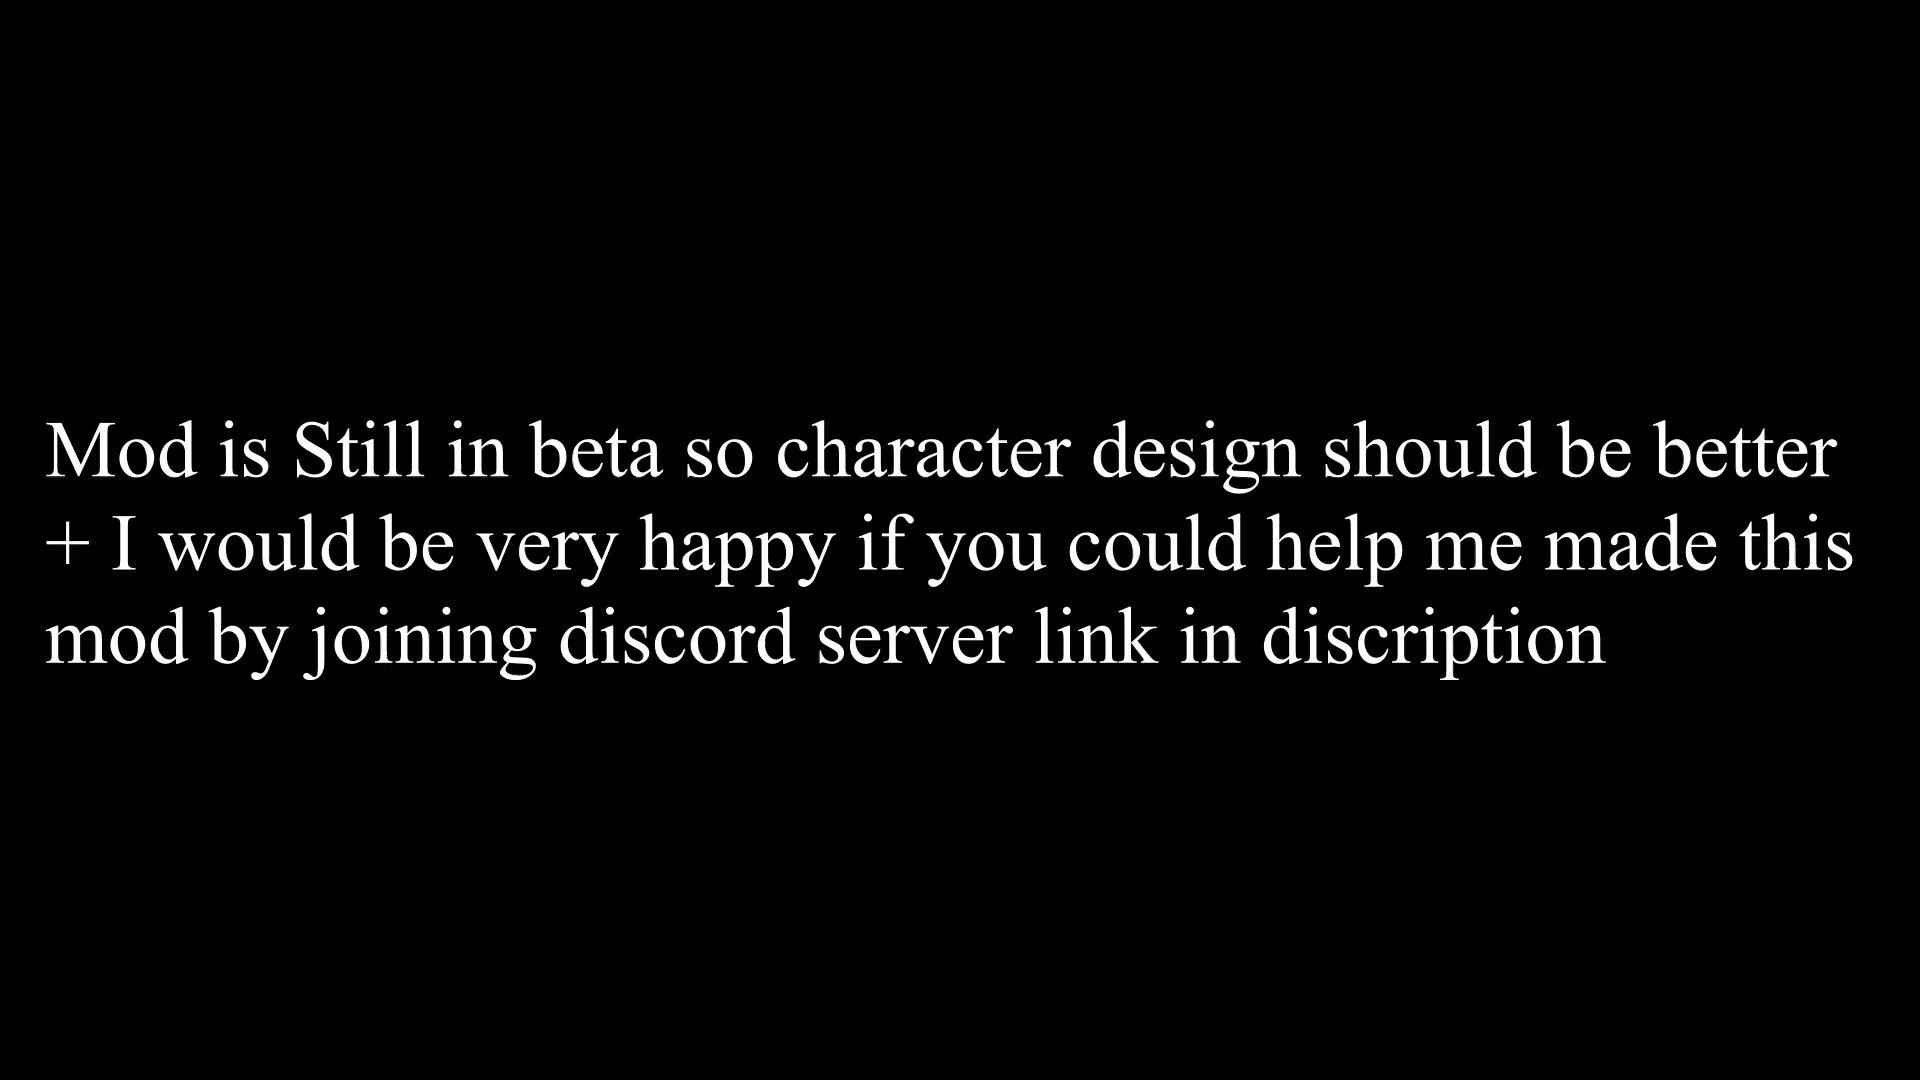 Mod is Still in beta so character design should be better
+ I would be very happy if you could help me made this
mod by joining discord server link in discription